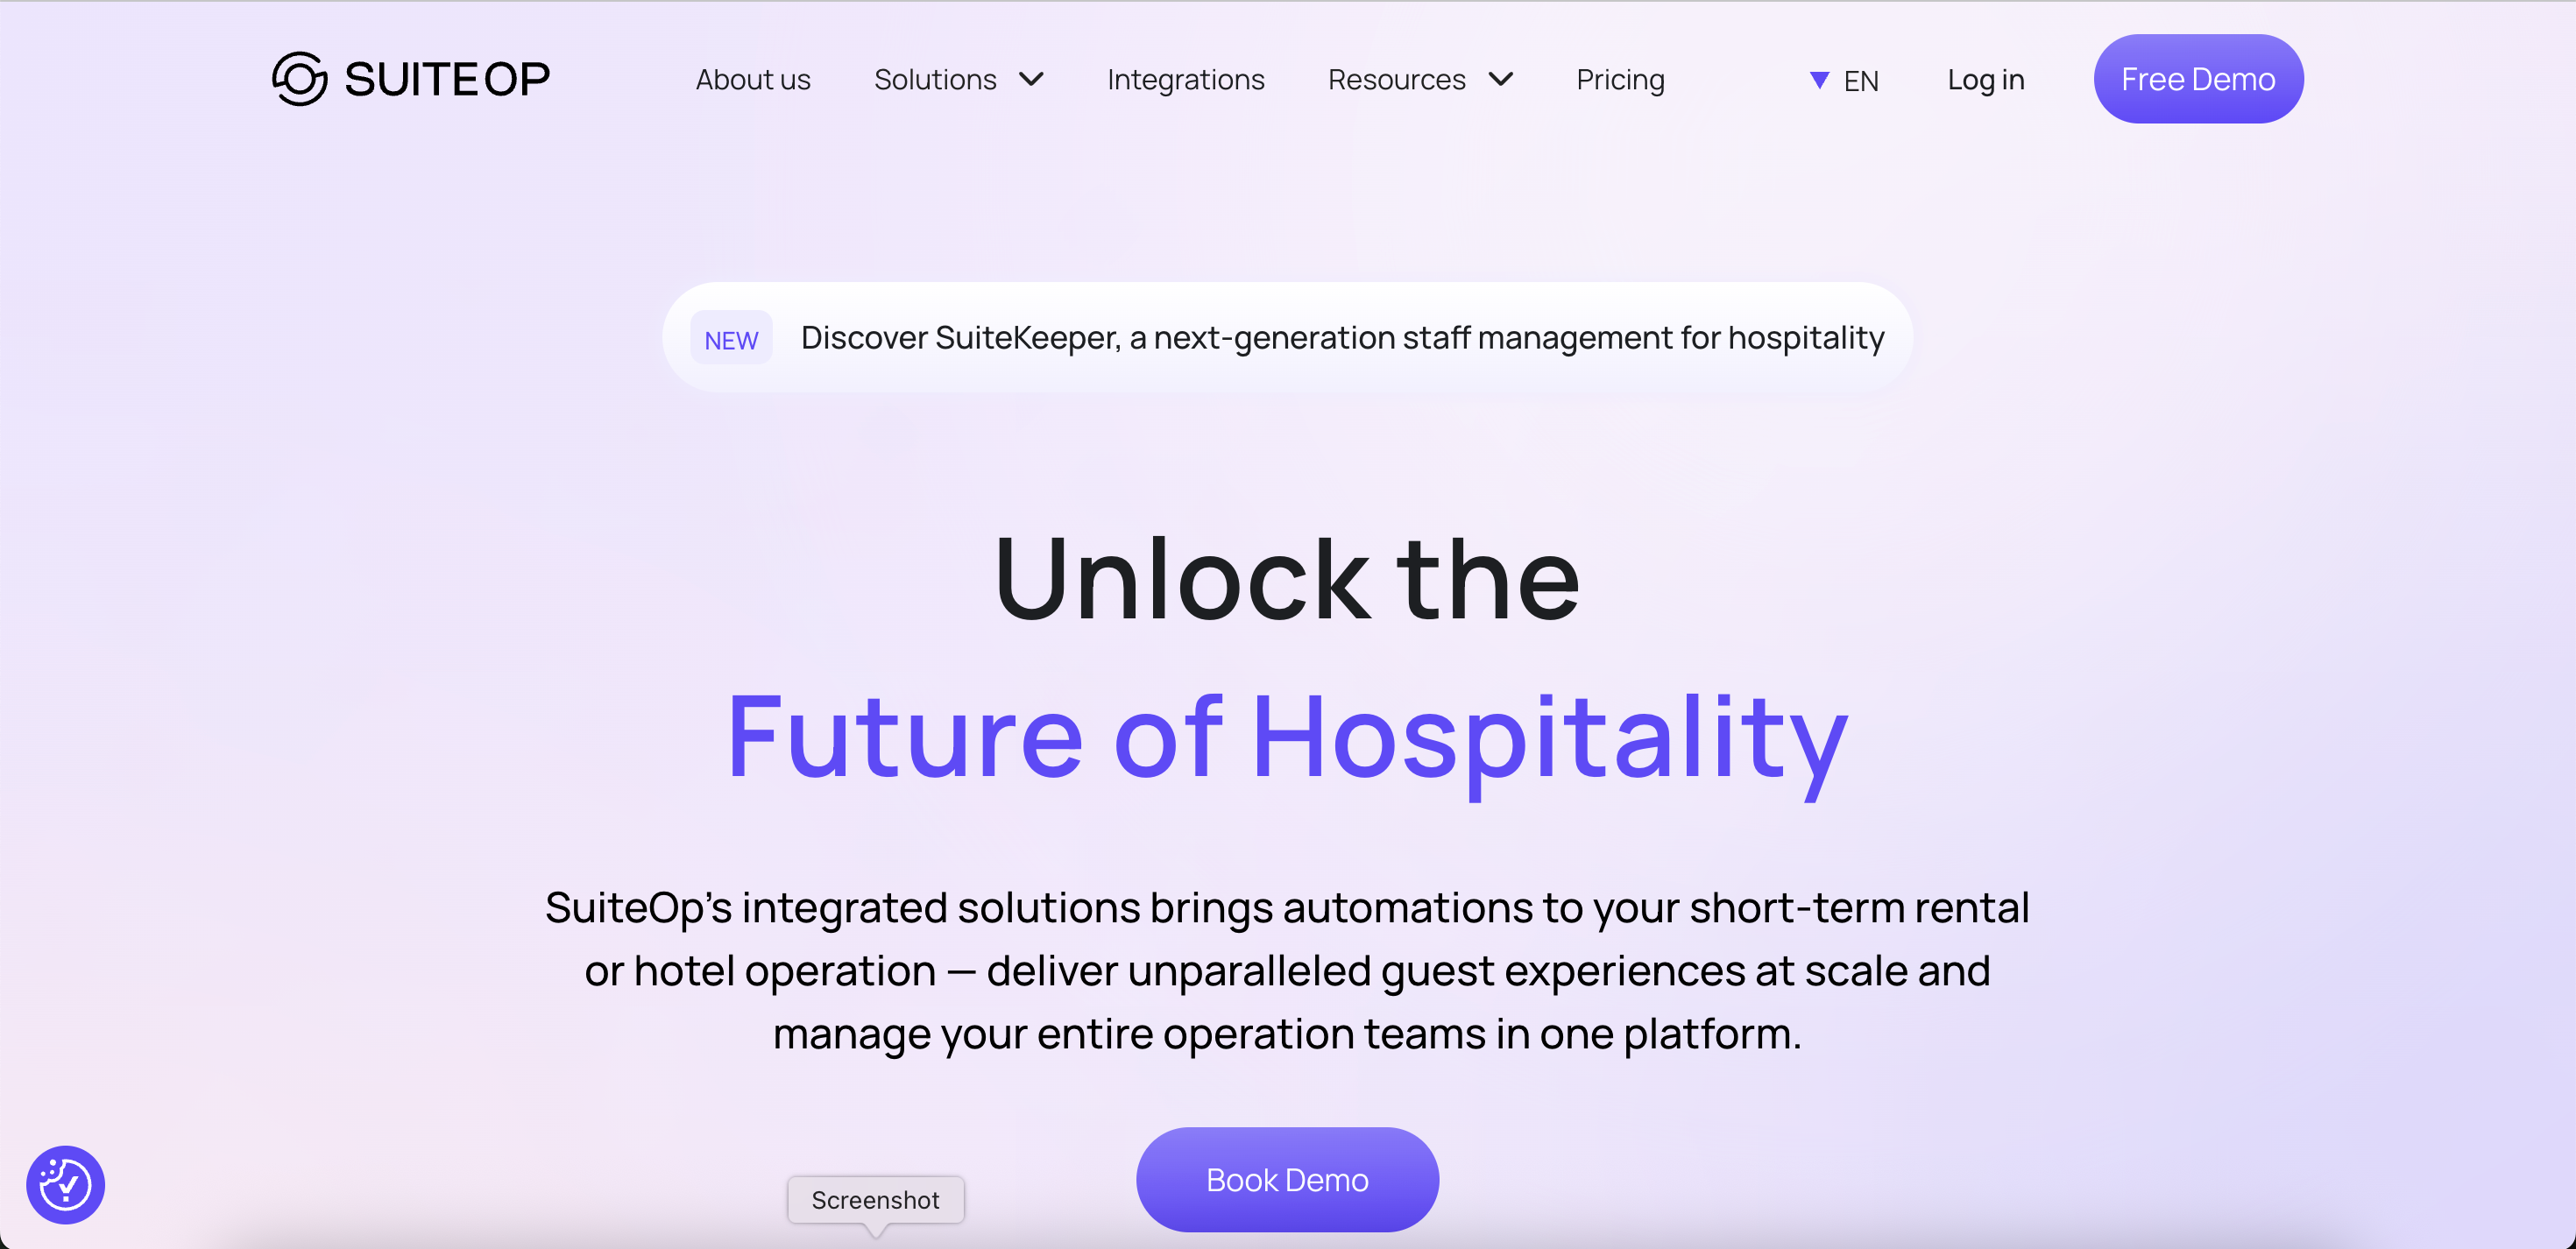 SUITEOP
About us
Solutions
Integrations
Resources
Pricing
EN
Log in
Free Demo
NEW
Discover SuiteKeeper, a next-generation staff management for hospitality
Unlock the
Future of Hospitality
SuiteOp’s integrated solutions brings automations to your short-term rental
or hotel operation — deliver unparalleled guest experiences at scale and
manage your entire operation teams in one platform.
Book Demo
Screenshot